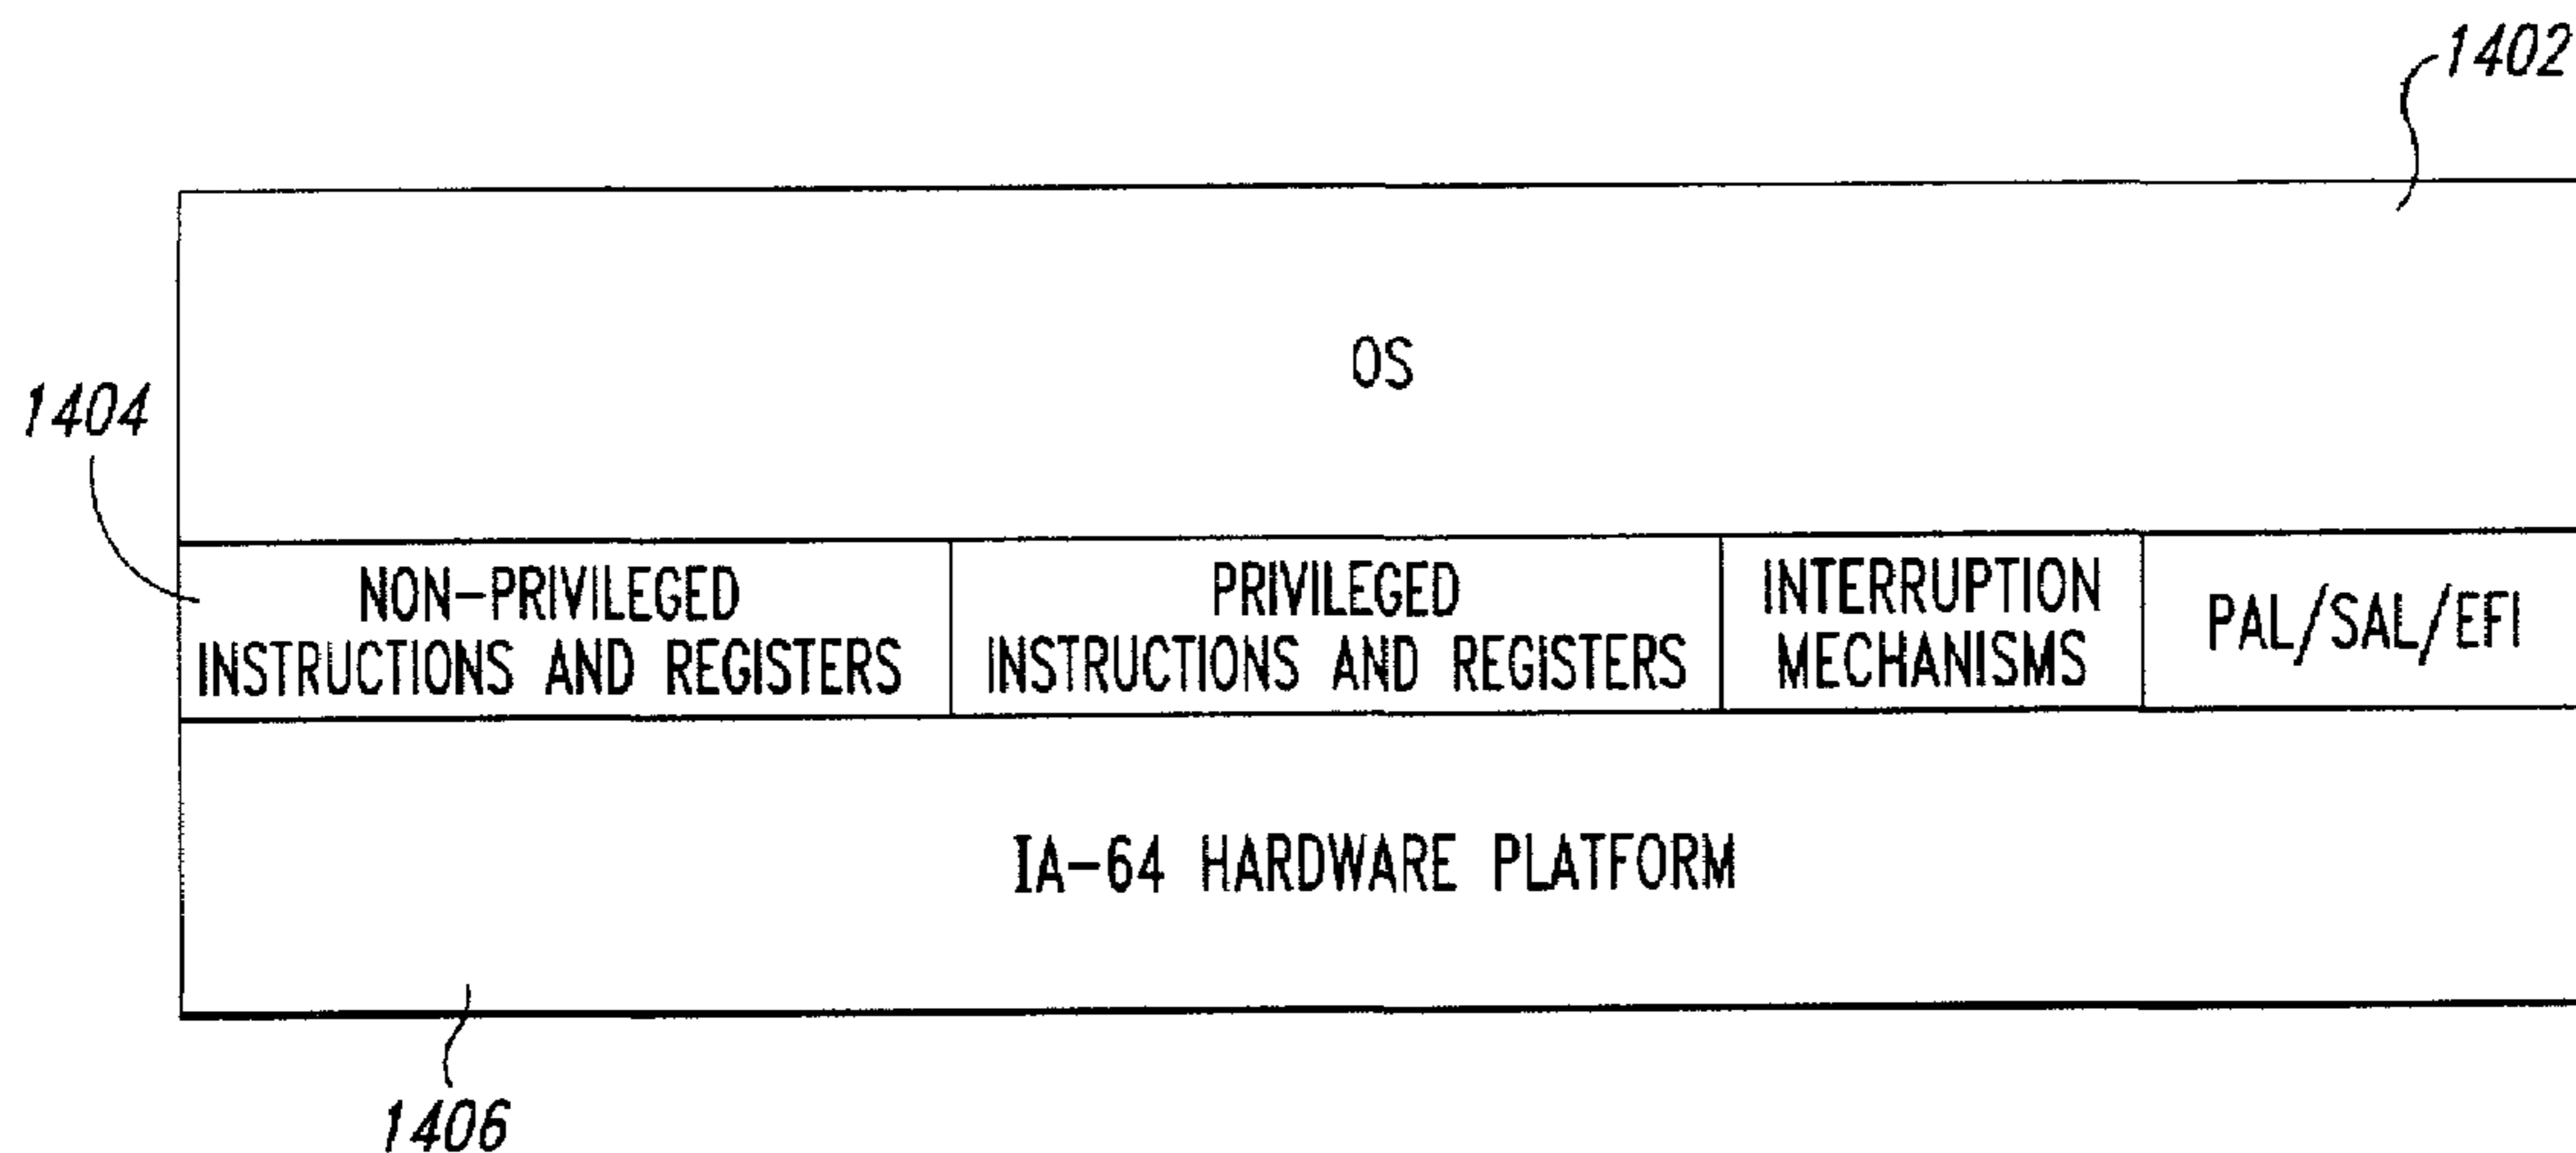 1402
OS
1404
NON-PRIVILEGED
INSTRUCTIONS AND REGISTERS
PRIVILEGED
INSTRUCTIONS AND REGISTERS
INTERRUPTION
MECHANISMS
PAL/SAL/EFI
IA-64 HARDWARE PLATFORM
1406